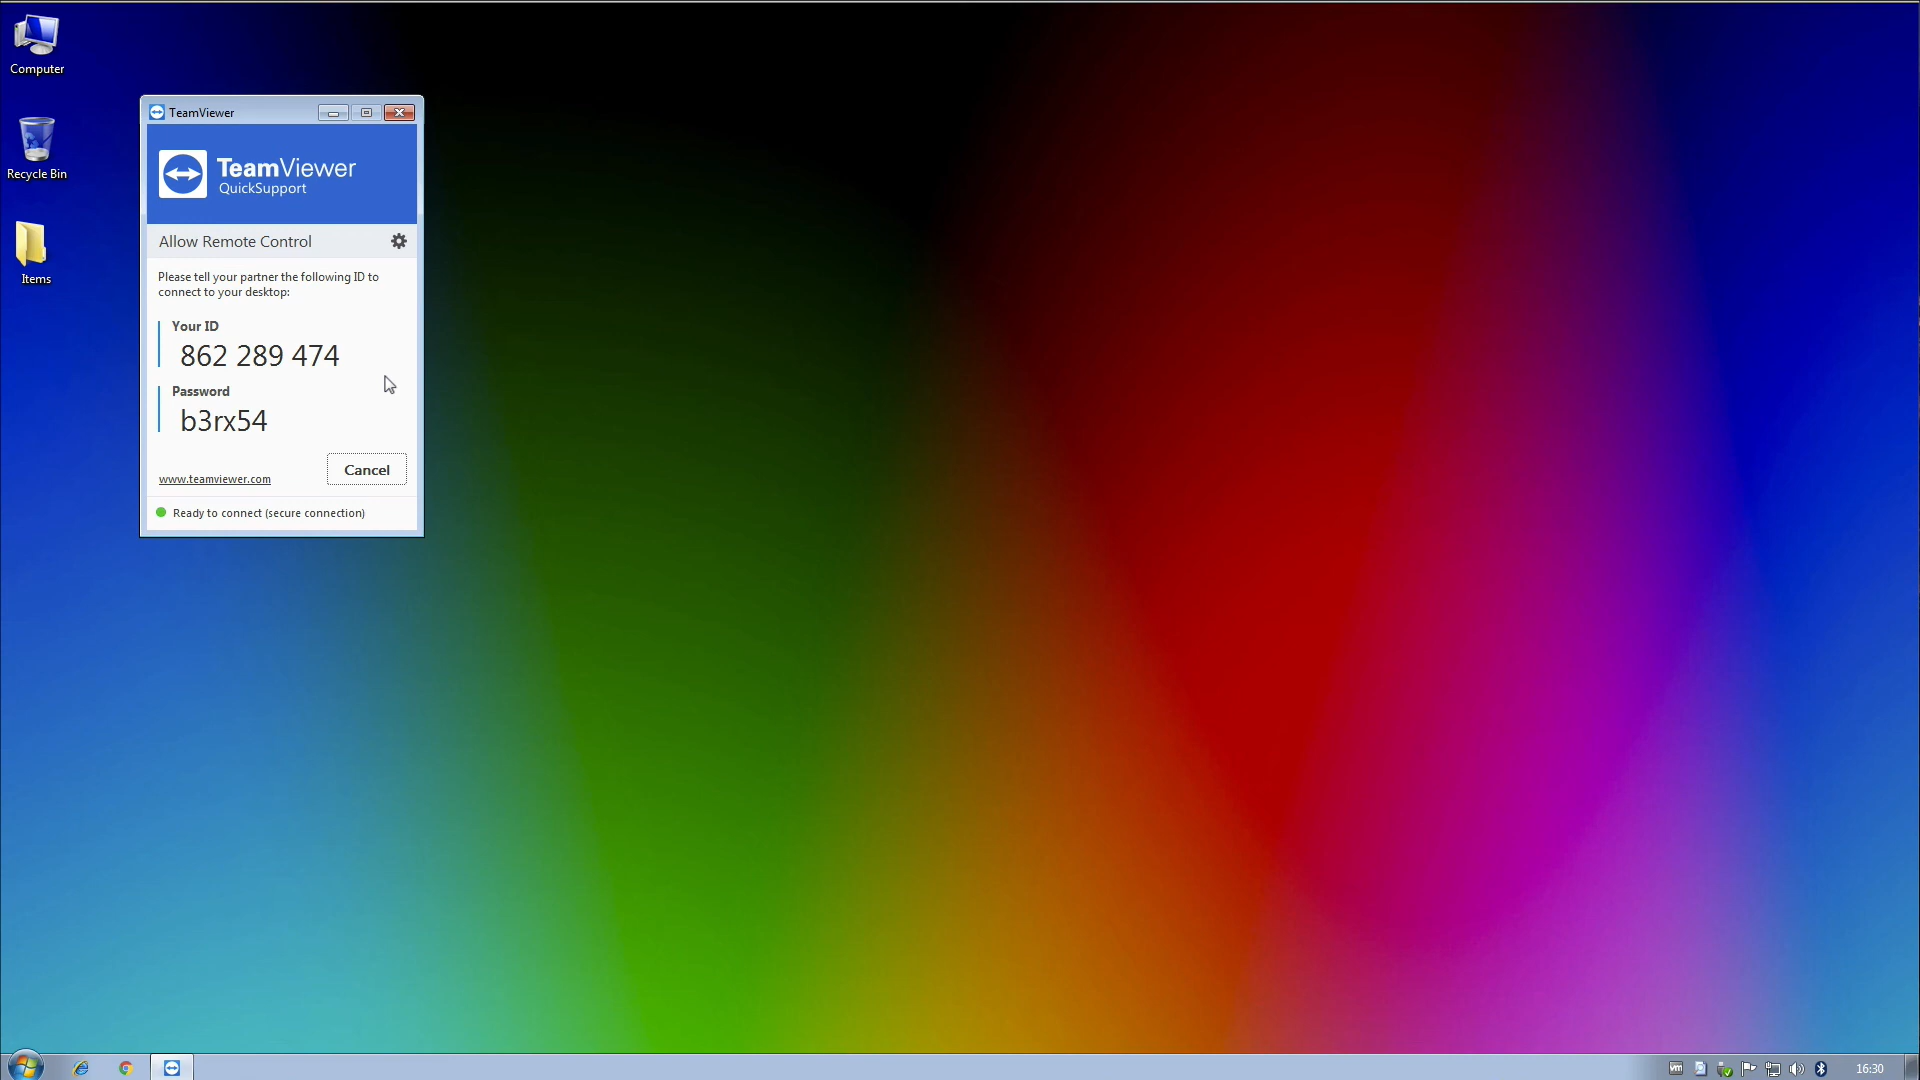 Computer
Recycle Bin
Items
TeamViewer
TeamViewer
QuickSupport
Allow Remote Control
Please tell your partner the following ID to
connect to your desktop:
Your ID
862 289 474
Password
b3rx54
Cancel
www.teamviewer.com
Ready to connect (secure connection)
vm
16:30